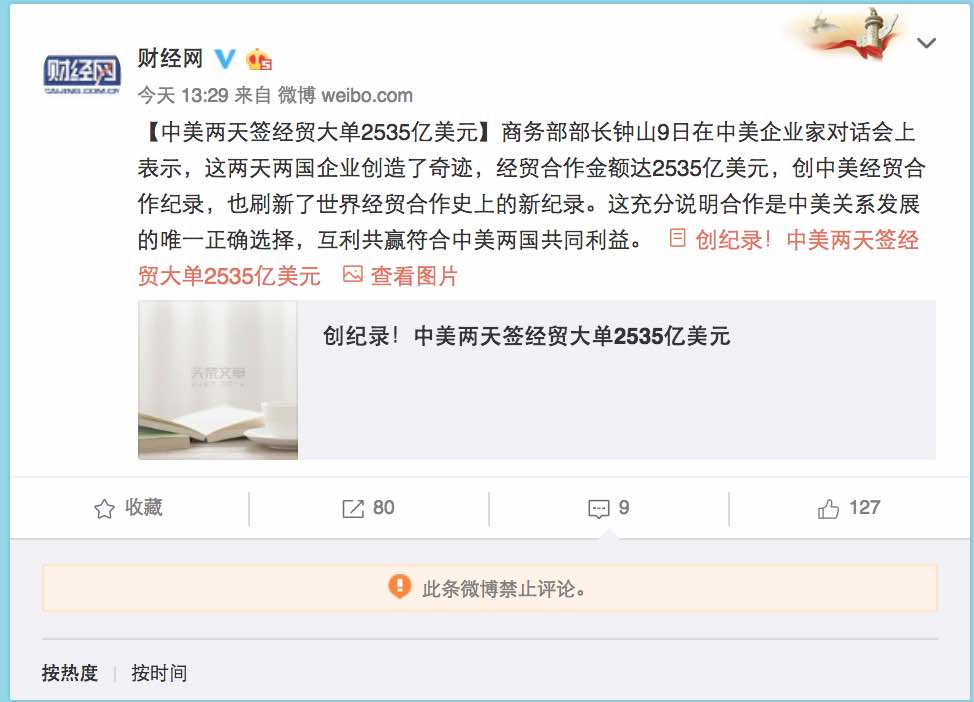 财经网
财经网
CAIJING.COM.CN
今天 13:29 来自 微博 weibo.com
【中美两天签经贸大单2535亿美元】商务部部长钟山9日在中美企业家对话会上
表示，这两天两国企业创造了奇迹，经贸合作金额达2535亿美元，创中美经贸合
作纪录，也刷新了世界经贸合作史上的新纪录。这充分说明合作是中美关系发展
的唯一正确选择，互利共赢符合中美两国共同利益。 创纪录！中美两天签经
贸大单2535亿美元 查看图片
创纪录！中美两天签经贸大单2535亿美元
头条文章
收藏 80 9 127
此条微博禁止评论。
按热度 | 按时间